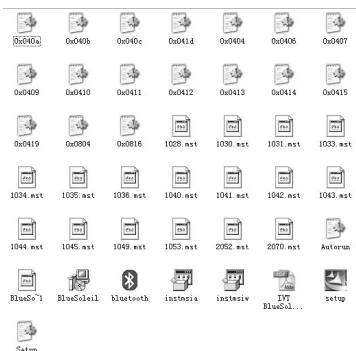 0x040a 0x040b 0x040c 0x041d 0x0404 0x0406 0x0407
0x0409 0x0410 0x0411 0x0412 0x0413 0x0414 0x0415
0x0419 0x0804 0x0816 1028.mst 1030.mst 1031.mst 1033.mst
1034.mst 1035.mst 1036.mst 1040.mst 1041.mst 1042.mst 1043.mst
1044.mst 1045.mst 1049.mst 1053.mst 2052.mst 2070.mst Autorun
BlueSo~1 BlueSoleil bluetooth instmsia instmsiw IVT setup
BlueSol...
Setup